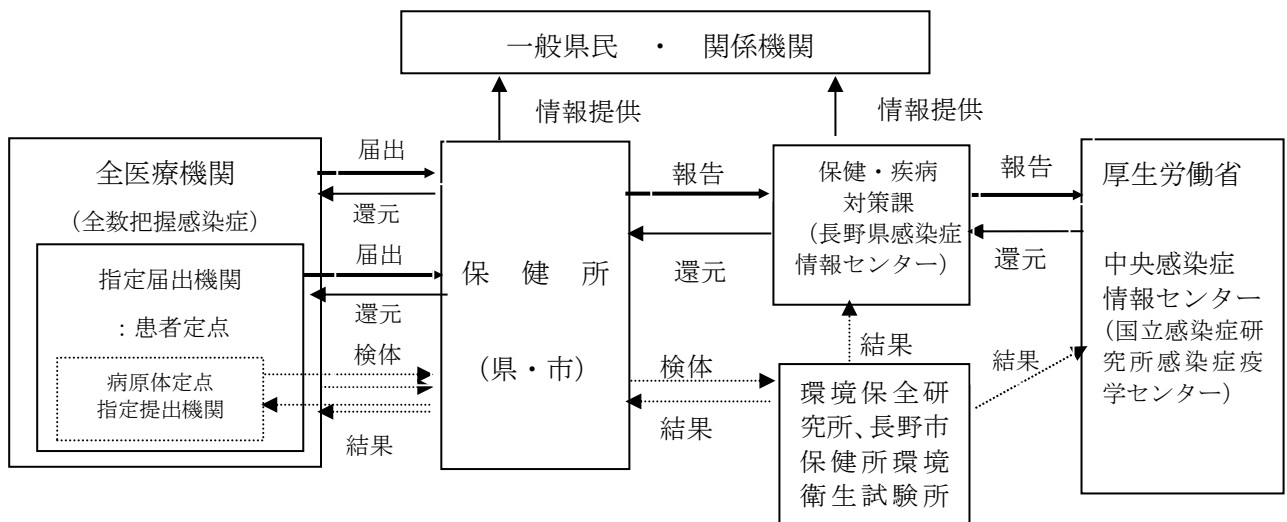 一般県民 ・ 関係機関
情報提供
情報提供
全医療機関
(全数把握感染症)
届出
還元
指定届出機関
:患者定点
届出
還元
病原体定点
指定提出機関
検体
結果
保健所
(県・市)
報告
還元
検体
結果
保健・疾病
対策課
(長野県感染症
情報センター)
結果
環境保全研
究所、長野市
保健所環境
衛生試験所
報告
還元
結果
厚生労働省
中央感染症
情報センター
(国立感染症研
究所感染症疫
学センター)